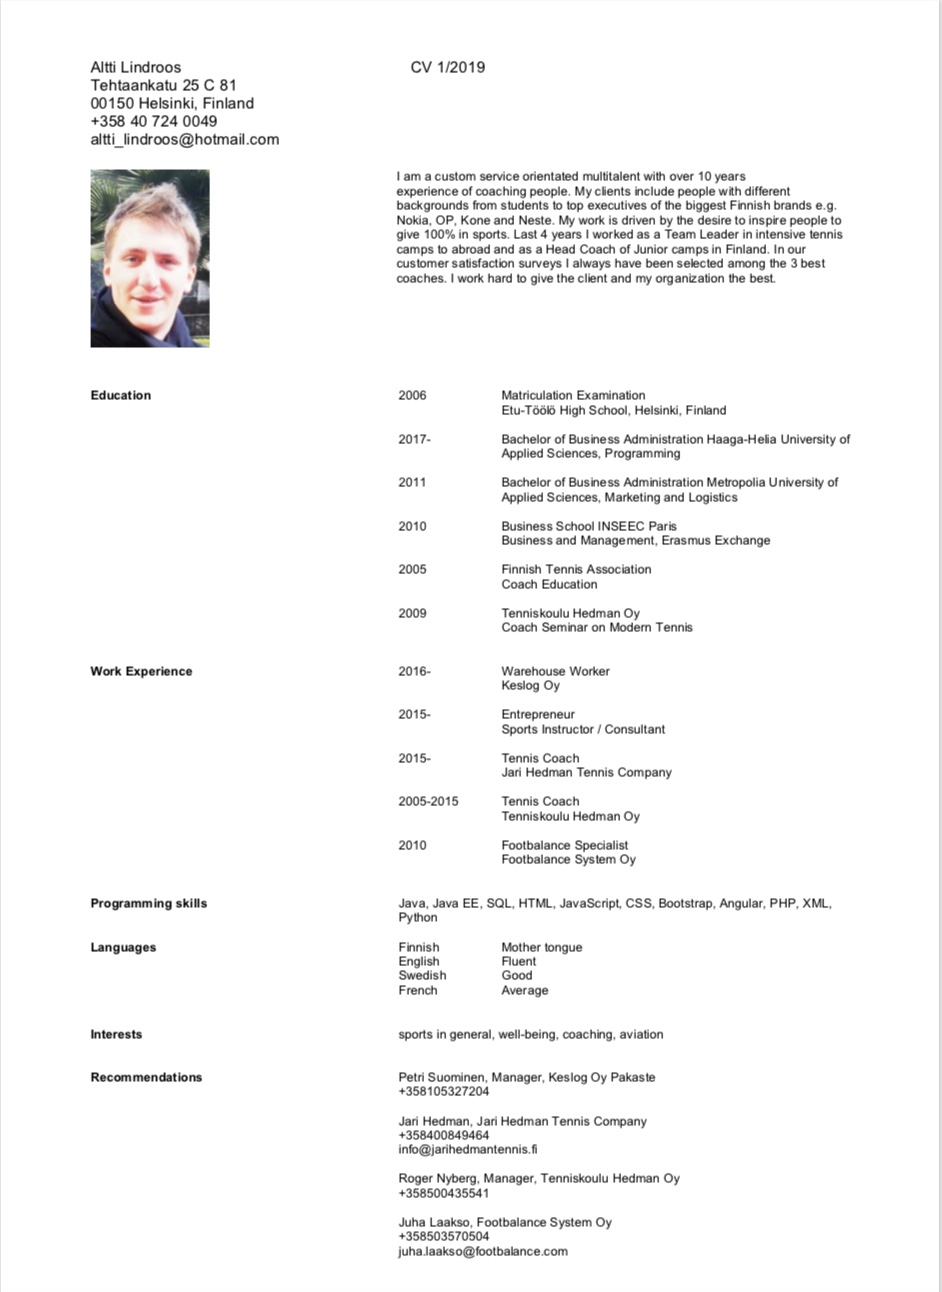 Altti Lindroos CV 1/2019
Tehtaankatu 25 C 81
00150 Helsinki, Finland
+358 40 724 0049
altti_lindroos@hotmail.com
I am a custom service orientated multitalent with over 10 years
experience of coaching people. My clients include people with different
backgrounds from students to top executives of the biggest Finnish brands e.g.
Nokia, OP, Kone and Neste. My work is driven by the desire to inspire people to
give 100% in sports. Last 4 years I worked as a Team Leader in intensive tennis
camps to abroad and as a Head Coach of Junior camps in Finland. In our
customer satisfaction surveys I always have been selected among the 3 best
coaches. I work hard to give the client and my organization the best.
Education 2006 Matriculation Examination
Etu-Töölö High School, Helsinki, Finland
2017- Bachelor of Business Administration Haaga-Helia University of
Applied Sciences, Programming
2011 Bachelor of Business Administration Metropolia University of
Applied Sciences, Marketing and Logistics
2010 Business School INSEEC Paris
Business and Management, Erasmus Exchange
2005 Finnish Tennis Association
Coach Education
2009 Tenniskoulu Hedman Oy
Coach Seminar on Modern Tennis
Work Experience 2016- Warehouse Worker
Keslog Oy
2015- Entrepreneur
Sports Instructor / Consultant
2015- Tennis Coach
Jari Hedman Tennis Company
2005-2015 Tennis Coach
Tenniskoulu Hedman Oy
2010 Footbalance Specialist
Footbalance System Oy
Programming skills Java, Java EE, SQL, HTML, JavaScript, CSS, Bootstrap, Angular, PHP, XML,
Python
Languages Finnish Mother tongue
English Fluent
Swedish Good
French Average
Interests sports in general, well-being, coaching, aviation
Recommendations Petri Suominen, Manager, Keslog Oy Pakaste
+358105327204
Jari Hedman, Jari Hedman Tennis Company
+358400849464
info@jarihedmantennis.fi
Roger Nyberg, Manager, Tenniskoulu Hedman Oy
+358500435541
Juha Laakso, Footbalance System Oy
+358503570504
juha.laakso@footbalance.com